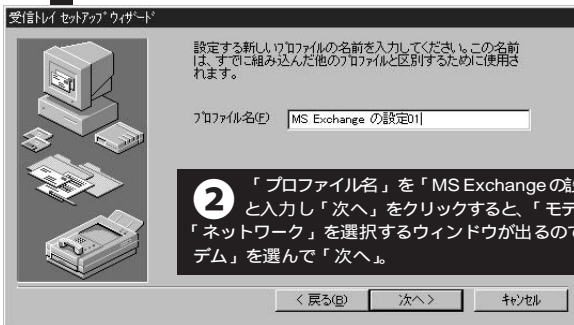 受信トレイ セットアップ ウィザード
設定する新しいプロファイルの名前を入力してください。この名前
は、すでに組み込んだ他のプロファイルと区別するために使用さ
れます。
プロファイル名(F) MS Exchange の設定01
2 「プロファイル名」を「MS Exchangeの設
と入力し「次へ」をクリックすると、「モデ
「ネットワーク」を選択するウィンドウが出るので
デム」を選んで「次へ」。
< 戻る(B) 次へ > キャンセル